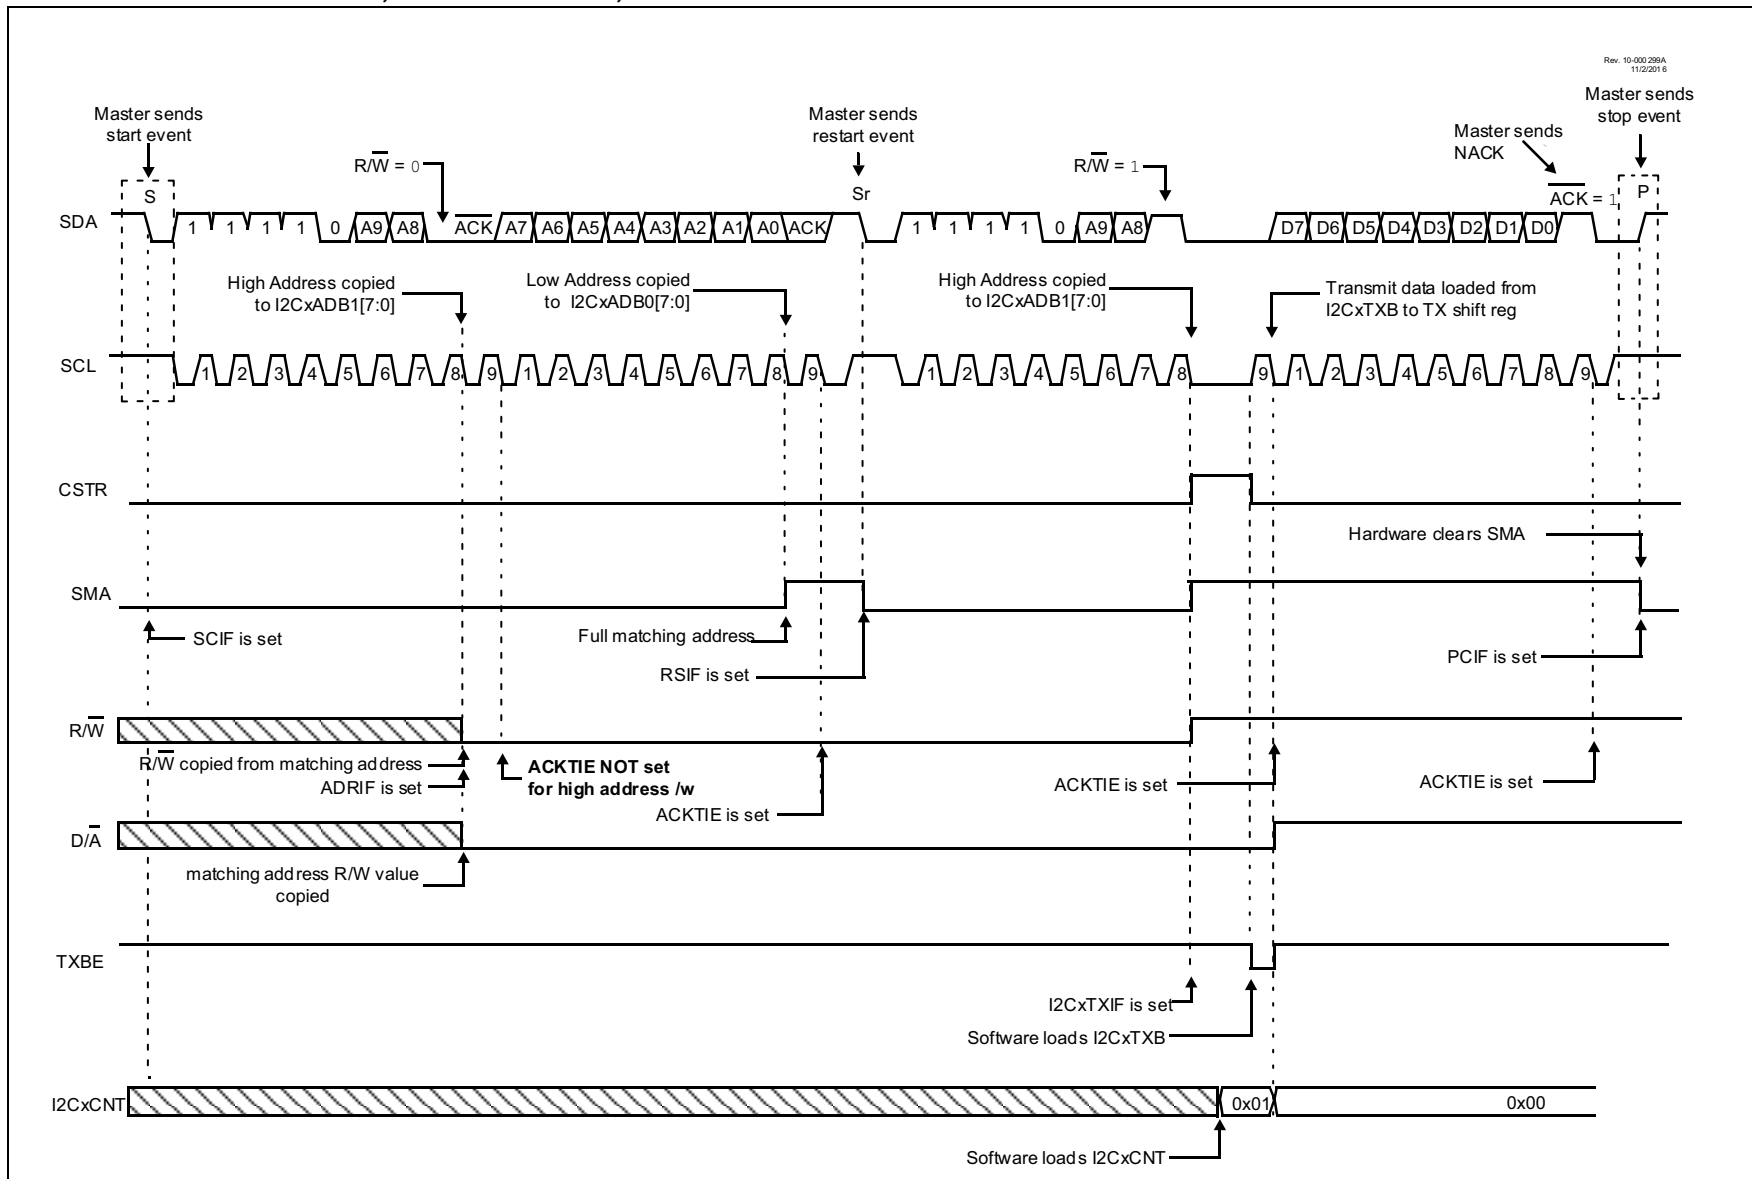 Rev. 10-000 299A
11/2/201 6
Master sends
start event
Master sends
restart event
Master sends
stop event
Master sends
NACK
R/W̅ = 0
R/W̅ = 1
S
Sr
A̅C̅K̅ = 1
P
SDA
1 1 1 1 0 A9 A8 A̅C̅K̅ A7 A6 A5 A4 A3 A2 A1 A0 ACK 1 1 1 1 0 A9 A8 D7 D6 D5 D4 D3 D2 D1 D0
High Address copied
to I2CxADB1[7:0]
Low Address copied
to I2CxADB0[7:0]
High Address copied
to I2CxADB1[7:0]
Transmit data loaded from
I2CxTXB to TX shift reg
SCL
1 2 3 4 5 6 7 8 9 1 2 3 4 5 6 7 8 9 1 2 3 4 5 6 7 8 9 1 2 3 4 5 6 7 8 9
CSTR
Hardware clears SMA
SMA
SCIF is set
Full matching address
RSIF is set
PCIF is set
R/W̅
R/W̅ copied from matching address
ADRIF is set
ACKTIE NOT set
for high address /w
ACKTIE is set
ACKTIE is set
ACKTIE is set
D/A̅
matching address R/W value
copied
TXBE
I2CxTXIF is set
Software loads I2CxTXB
I2CxCNT
0x01
0x00
Software loads I2CxCNT